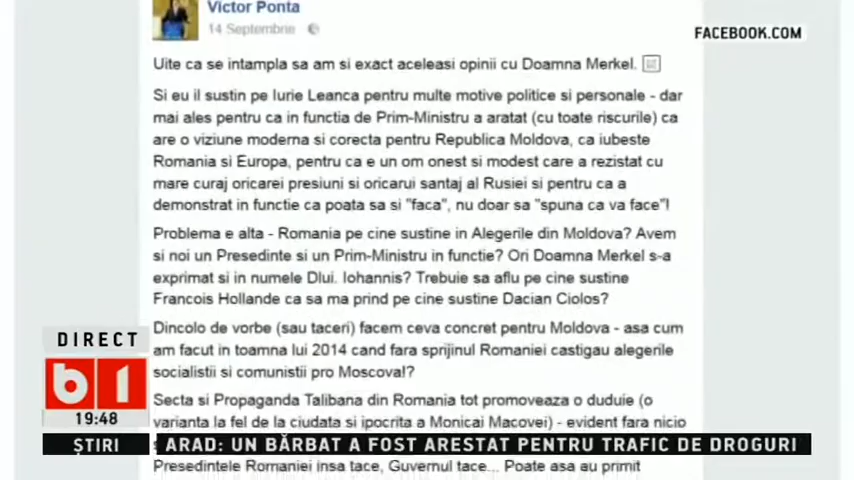 Victor Ponta
14 Septembrie
FACEBOOK.COM
Uite ca se intampla sa am si exact aceleasi opinii cu Doamna Merkel.
Si eu il sustin pe Iurie Leanca pentru multe motive politice si personale - dar
mai ales pentru ca in functia de Prim-Ministru a aratat (cu toate riscurile) ca
are o viziune moderna si corecta pentru Republica Moldova, ca iubeste
Romania si Europa, pentru ca e un om onest si modest care a rezistat cu
mare curaj oricarei presiuni si oricarui santaj al Rusiei si pentru ca a
demonstrat in functie ca poata sa si "faca", nu doar sa "spuna ca va face"!
Problema e alta - Romania pe cine sustine in Alegerile din Moldova? Avem
si noi un Presedinte si un Prim-Ministru in functie? Ori Doamna Merkel s-a
exprimat si in numele Dlui. Iohannis? Trebuie sa aflu pe cine sustine
Francois Hollande ca sa ma prind pe cine sustine Dacian Ciolos?
Dincolo de vorbe (sau taceri) facem ceva concret pentru Moldova - asa cum
am facut in toamna lui 2014 cand fara sprijinul Romaniei castigau alegerile
socialistii si comunistii pro Moscova!?
Secta si Propaganda Talibana din Romania tot promoveaza o duduie (o
varianta la fel de la ciudata si ipocrita a Monicai Macovei) - evident fara nicio
Presedintele Romaniei insa tace, Guvernul tace... Poate asa au primit
DIRECT
b1
19:48
ȘTIRI
ARAD: UN BĂRBAT A FOST ARESTAT PENTRU TRAFIC DE DROGURI